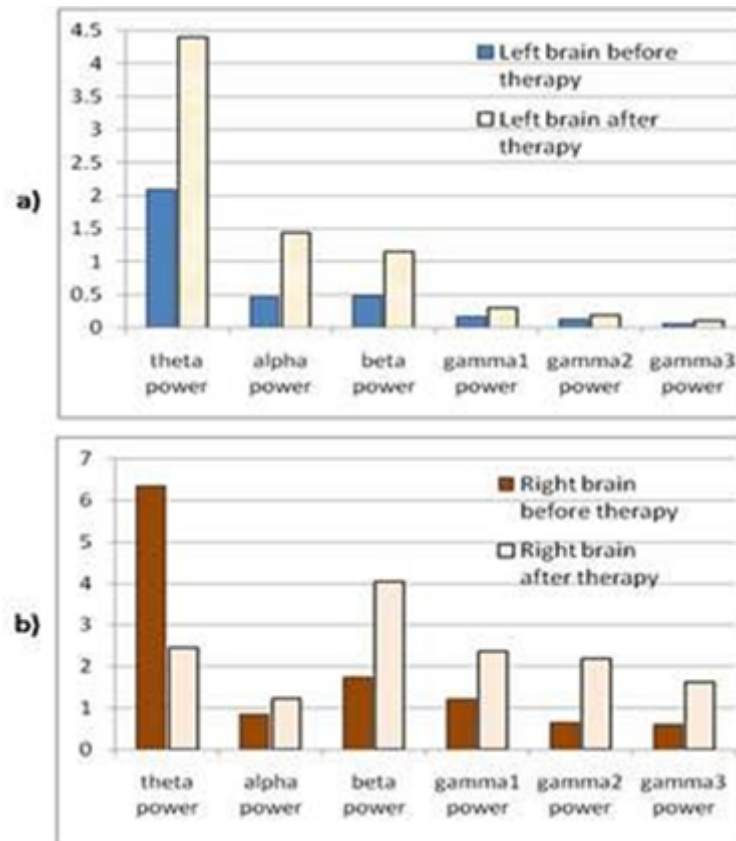 a)
4.5
4
3.5
3
2.5
2
1.5
1
0.5
0
Left brain before
therapy
Left brain after
therapy
theta power
alpha power
beta power
gamma1 power
gamma2 power
gamma3 power
b)
7
6
5
4
3
2
1
0
Right brain
before therapy
Right brain
after therapy
theta power
alpha power
beta power
gamma1 power
gamma2 power
gamma3 power